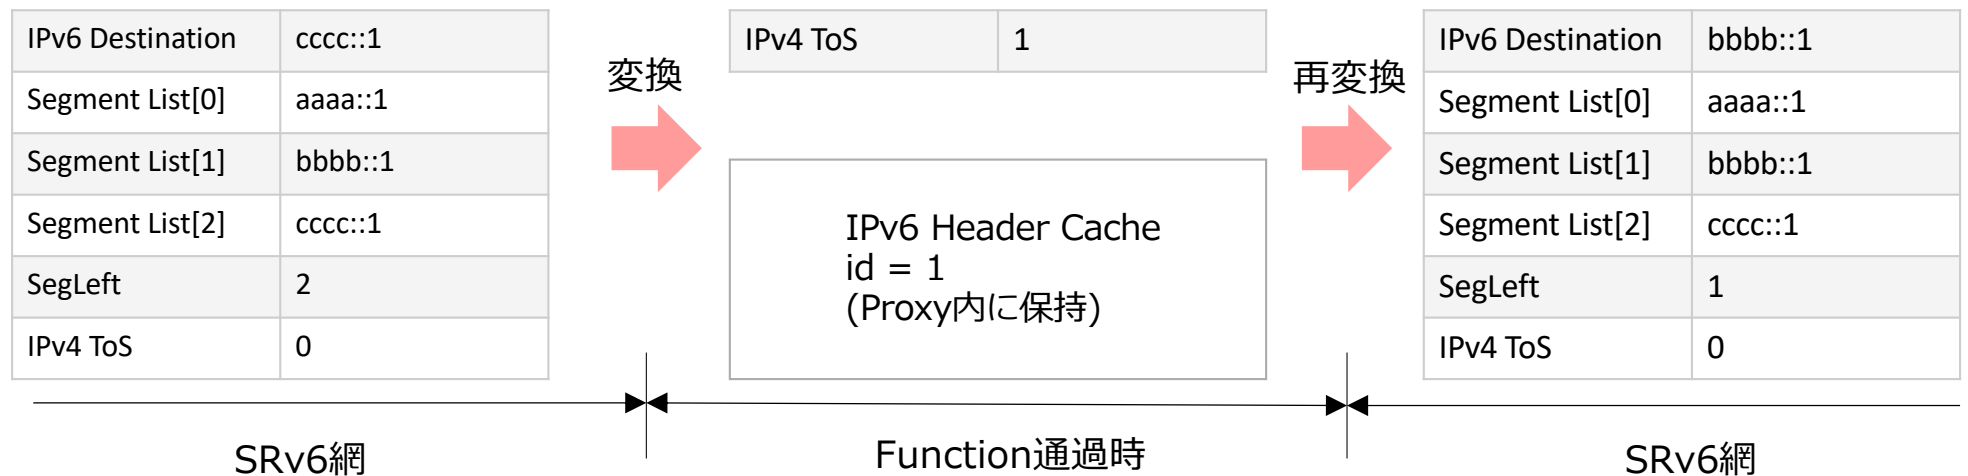 IPv6 Destination cccc::1
Segment List[0] aaaa::1
Segment List[1] bbbb::1
Segment List[2] cccc::1
SegLeft 2
IPv4 ToS 0
変換
IPv4 ToS 1
IPv6 Header Cache
id = 1
(Proxy内に保持)
再変換
IPv6 Destination bbbb::1
Segment List[0] aaaa::1
Segment List[1] bbbb::1
Segment List[2] cccc::1
SegLeft 1
IPv4 ToS 0
SRv6網
Function通過時
SRv6網